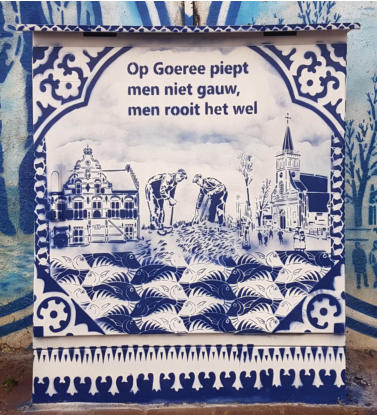 Op Goeree piept
men niet gauw,
men rooit het wel